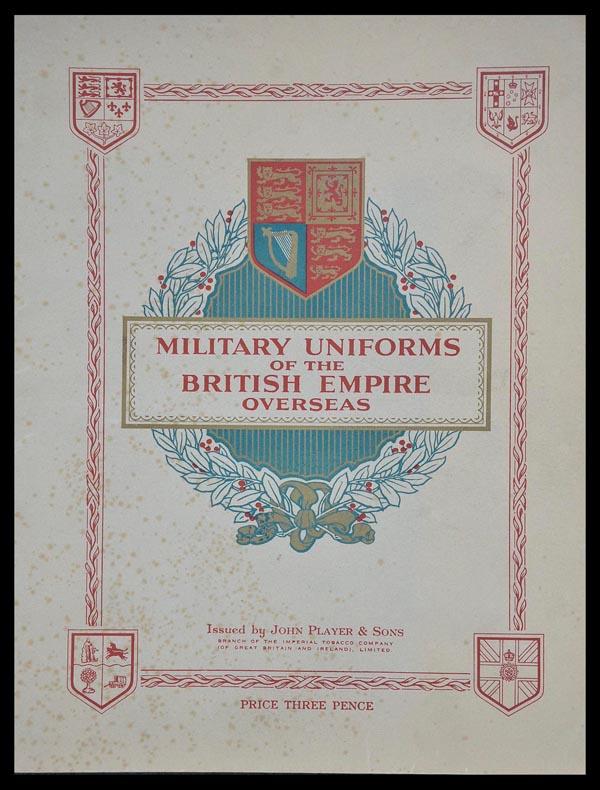 MILITARY UNIFORMS
OF THE
BRITISH EMPIRE
OVERSEAS
Issued by JOHN PLAYER & SONS
BRANCH OF THE IMPERIAL TOBACCO COMPANY
(OF GREAT BRITAIN AND IRELAND), LIMITED.
PRICE THREE PENCE